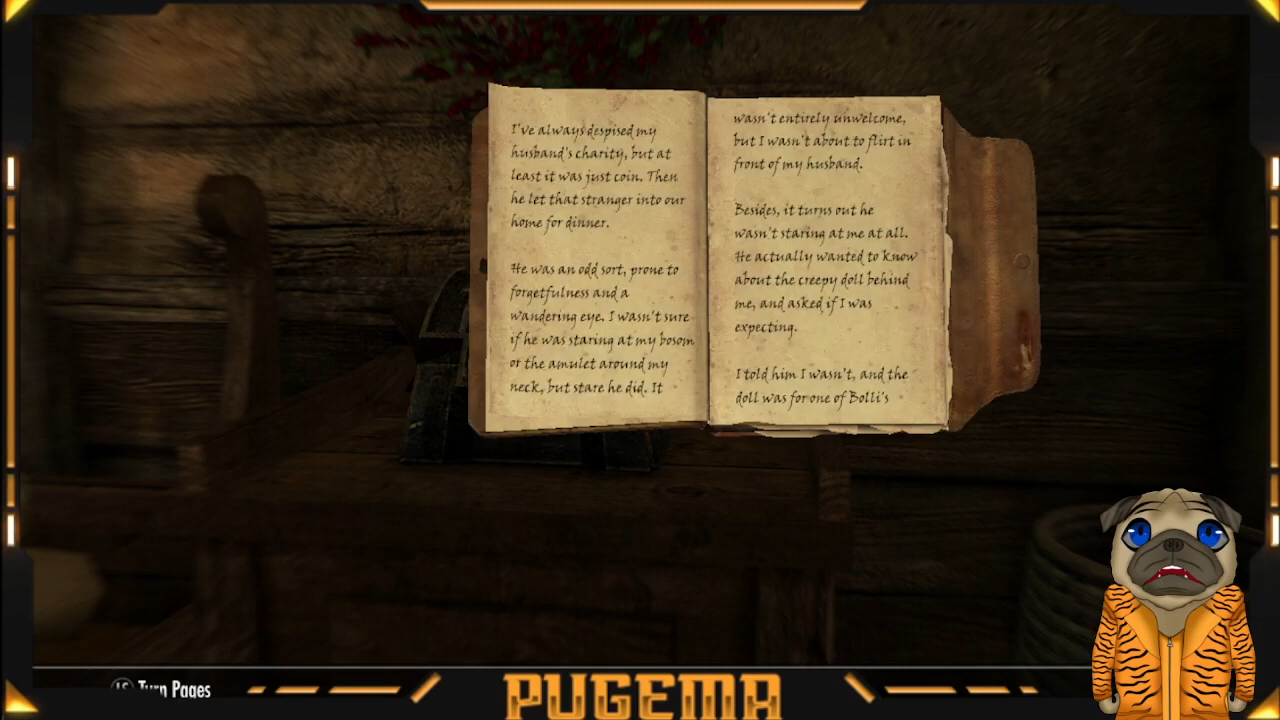 I've always despised my
husband's charity, but at
least it was just coin. Then
he let that stranger into our
home for dinner.
He was an odd sort, prone to
forgetfulness and a
wandering eye. I wasn't sure
if he was staring at my bosom
or the amulet around my
neck, but stare he did. It
wasn't entirely unwelcome,
but I wasn't about to flirt in
front of my husband.
Besides, it turns out he
wasn't staring at me at all.
He actually wanted to know
about the creepy doll behind
me, and asked if I was
expecting.
I told him I wasn't, and the
doll was for one of Bolli's
LS Turn Pages
PUGEMA